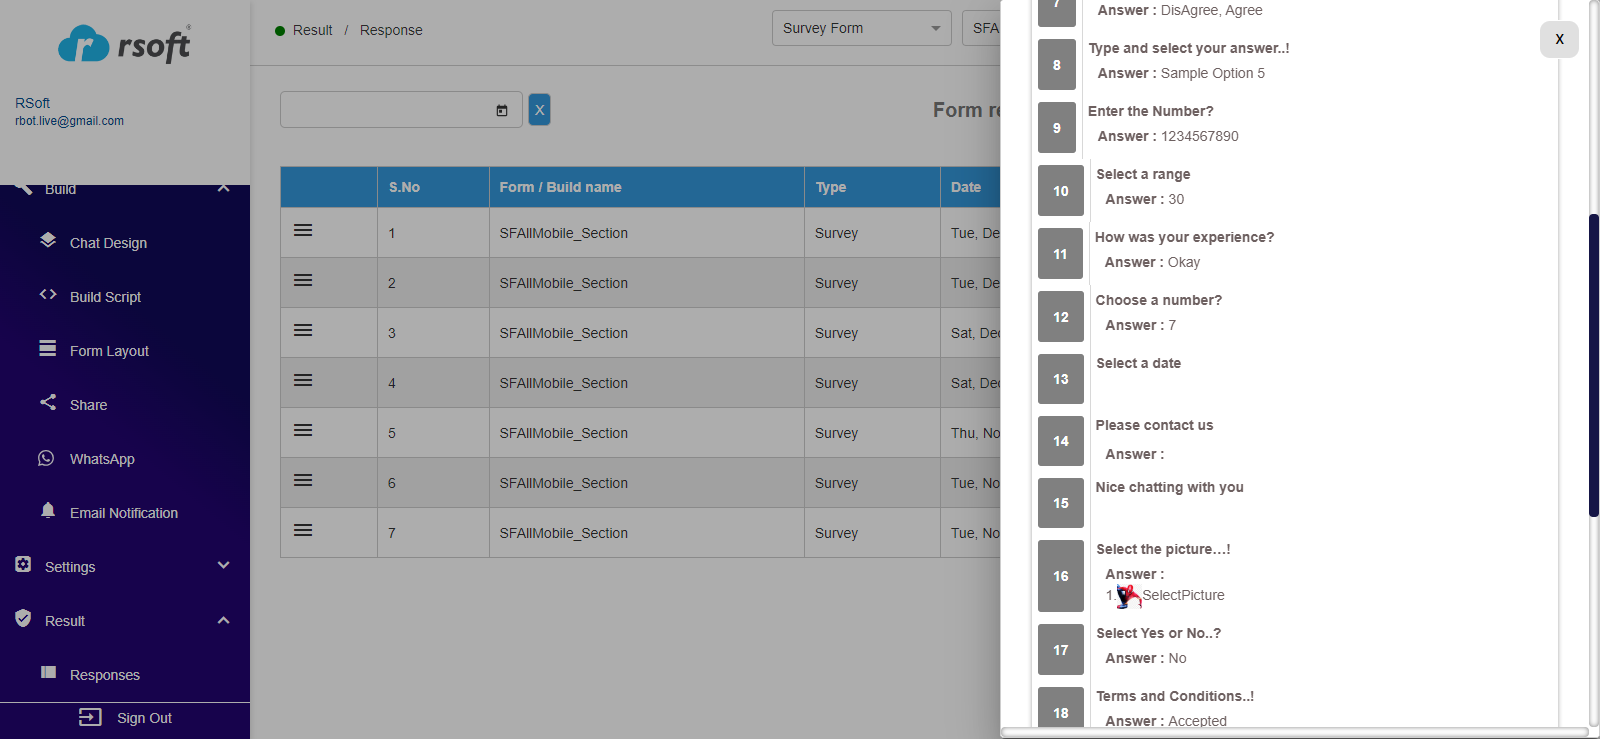 rsoft®
RSoft
rbot.live@gmail.com
Build
Chat Design
Build Script
Form Layout
Share
WhatsApp
Email Notification
Settings
Result
Responses
Sign Out
Result / Response
Survey Form
SFA
X
Form re
S.No Form / Build name Type Date
1 SFAllMobile_Section Survey Tue, De
2 SFAllMobile_Section Survey Tue, De
3 SFAllMobile_Section Survey Sat, Dec
4 SFAllMobile_Section Survey Sat, Dec
5 SFAllMobile_Section Survey Thu, No
6 SFAllMobile_Section Survey Tue, No
7 SFAllMobile_Section Survey Tue, No
X
7
Answer : DisAgree, Agree
8 Type and select your answer..!
Answer : Sample Option 5
9 Enter the Number?
Answer : 1234567890
10 Select a range
Answer : 30
11 How was your experience?
Answer : Okay
12 Choose a number?
Answer : 7
13 Select a date
14 Please contact us
Answer :
15 Nice chatting with you
16 Select the picture...!
Answer :
1. SelectPicture
17 Select Yes or No..?
Answer : No
18 Terms and Conditions..!
Answer : Accepted